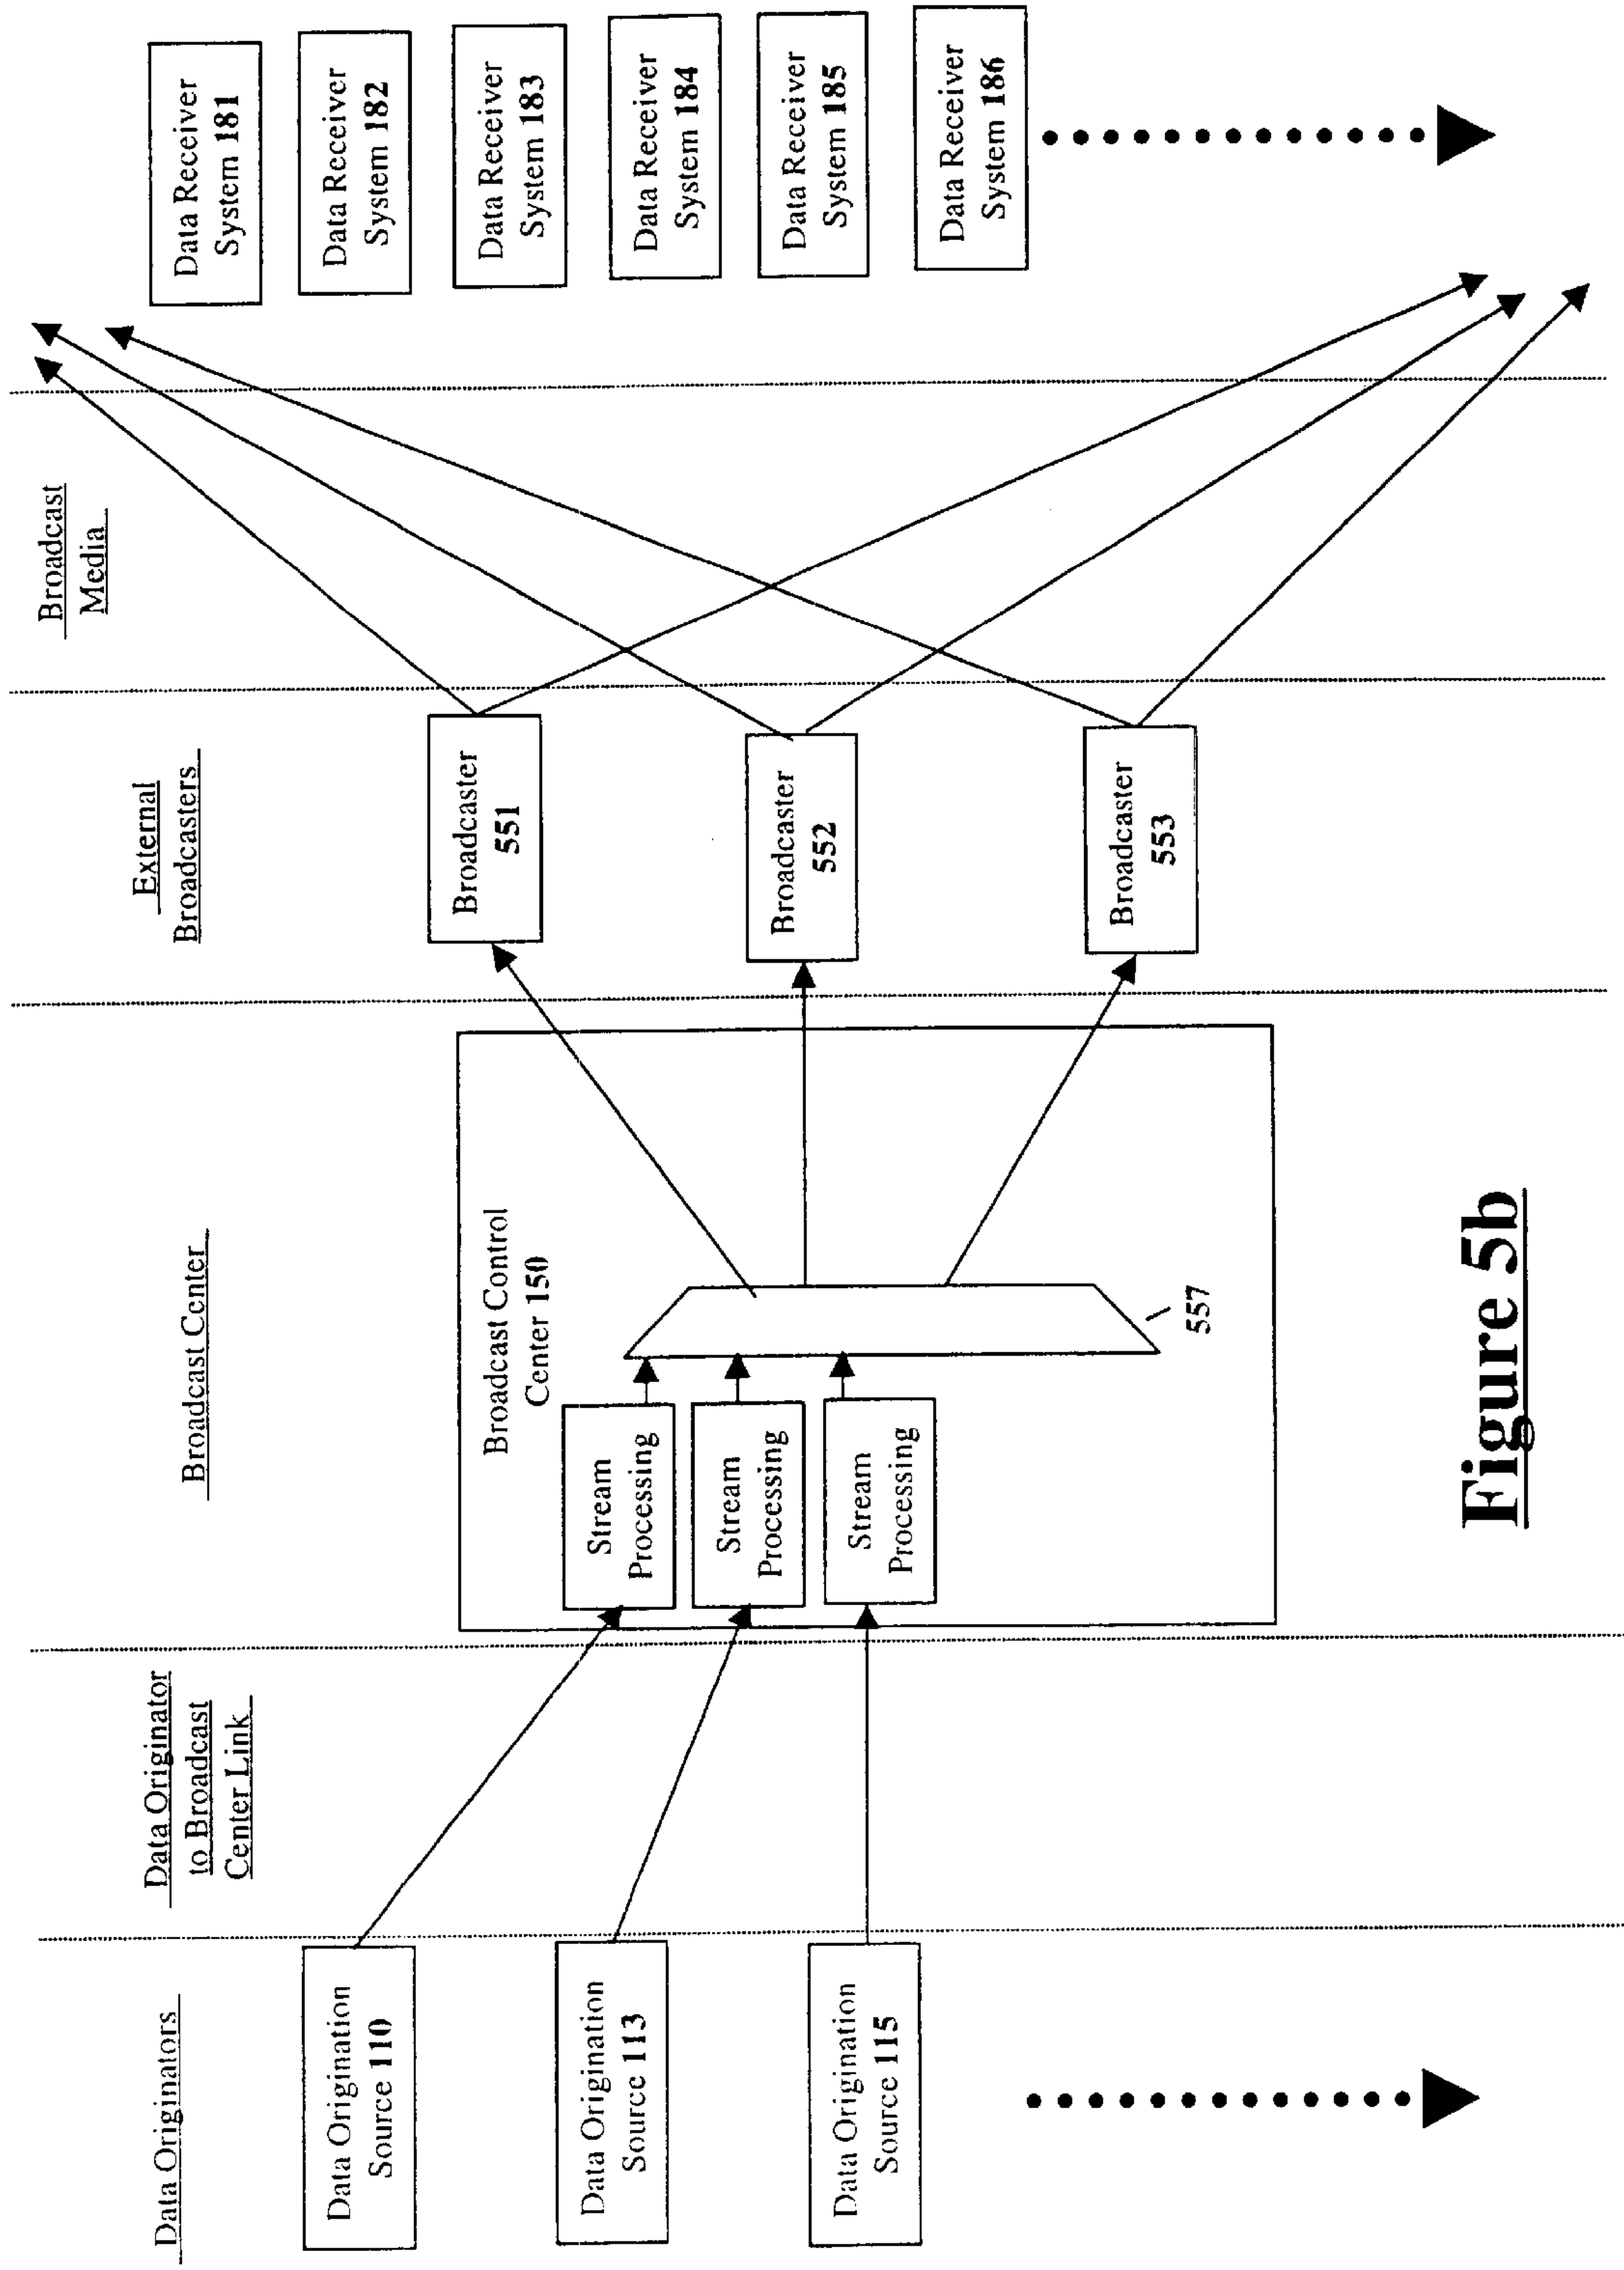 Data Originators
Data Originator
to Broadcast
Center Link
Broadcast Center
External
Broadcasters
Broadcast
Media
Data Origination
Source 110
Data Origination
Source 113
Data Origination
Source 115
Broadcast Control
Center 150
Stream
Processing
Stream
Processing
Stream
Processing
557
Broadcaster
551
Broadcaster
552
Broadcaster
553
Data Receiver
System 181
Data Receiver
System 182
Data Receiver
System 183
Data Receiver
System 184
Data Receiver
System 185
Data Receiver
System 186
Figure 5b